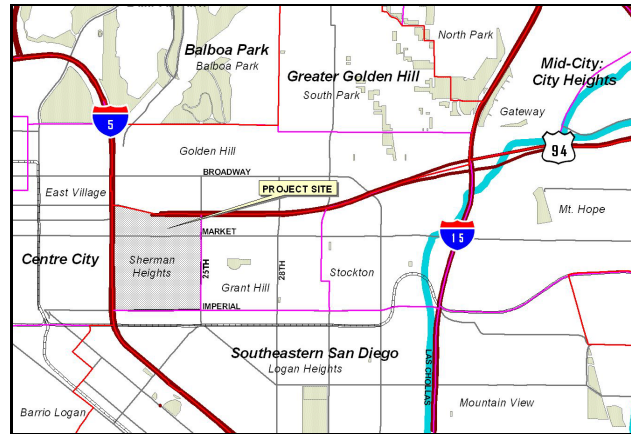 North Park
Balboa Park
Balboa Park
Mid-City:
City Heights
Greater Golden Hill
South Park
Gateway
5
94
Golden Hill
BROADWAY
East Village
PROJECT SITE
Mt. Hope
MARKET
15
Centre City
Sherman
Heights
25TH
28TH
Stockton
Grant Hill
IMPERIAL
Southeastern San Diego
Logan Heights
LAS CHOLLAS
Mountain View
Barrio Logan